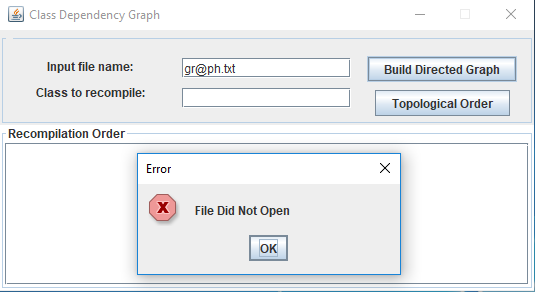 Class Dependency Graph
Input file name: gr@ph.txt Build Directed Graph
Class to recompile: Topological Order
Recompilation Order
Error
File Did Not Open
OK